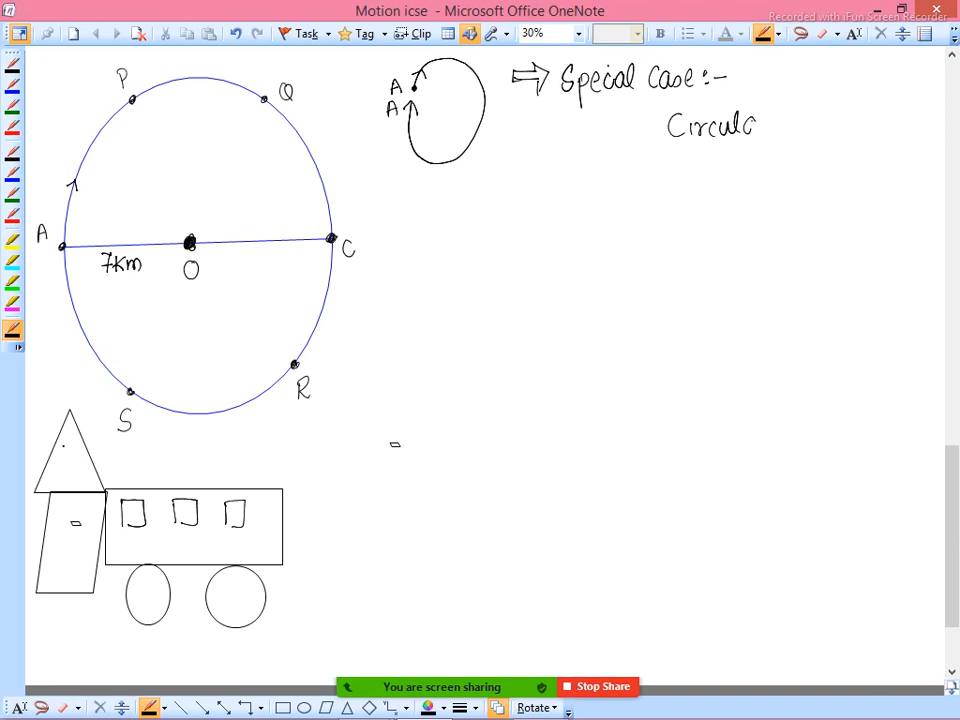 Motion icse - Microsoft Office OneNote
Recorded with iFun Screen Recorder
Task
Tag
Clip
30%
B
A
P
Q
A
A
Special Case:-
Circula
A
7km
O
C
S
R
You are screen sharing
Stop Share
Rotate